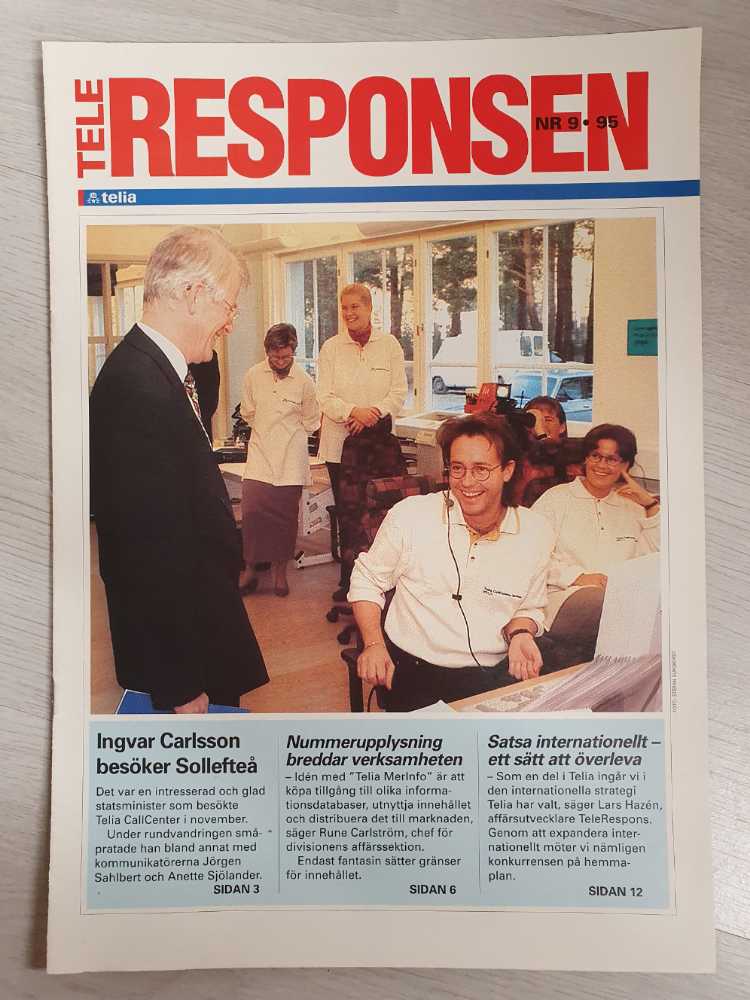 TELE RESPONSEN
NR 9 • 95
telia
Ingvar Carlsson
besöker Sollefteå
Det var en intresserad och glad
statsminister som besökte
Telia CallCenter i november.
Under rundvandringen små-
pratade han bland annat med
kommunikatörerna Jörgen
Sahlbert och Anette Sjölander.
SIDAN 3
Nummerupplysning
breddar verksamheten
– Idén med "Telia MerInfo" är att
köpa tillgång till olika informa-
tionsdatabaser, utnyttja innehållet
och distribuera det till marknaden,
säger Rune Carlström, chef för
divisionens affärssektion.
Endast fantasin sätter gränser
för innehållet.
SIDAN 6
Satsa internationellt –
ett sätt att överleva
– Som en del i Telia ingår vi i
den internationella strategi
Telia har valt, säger Lars Hazén,
affärsutvecklare TeleRespons.
Genom att expandera inter-
nationellt möter vi nämligen
konkurrensen på hemma-
plan.
SIDAN 12